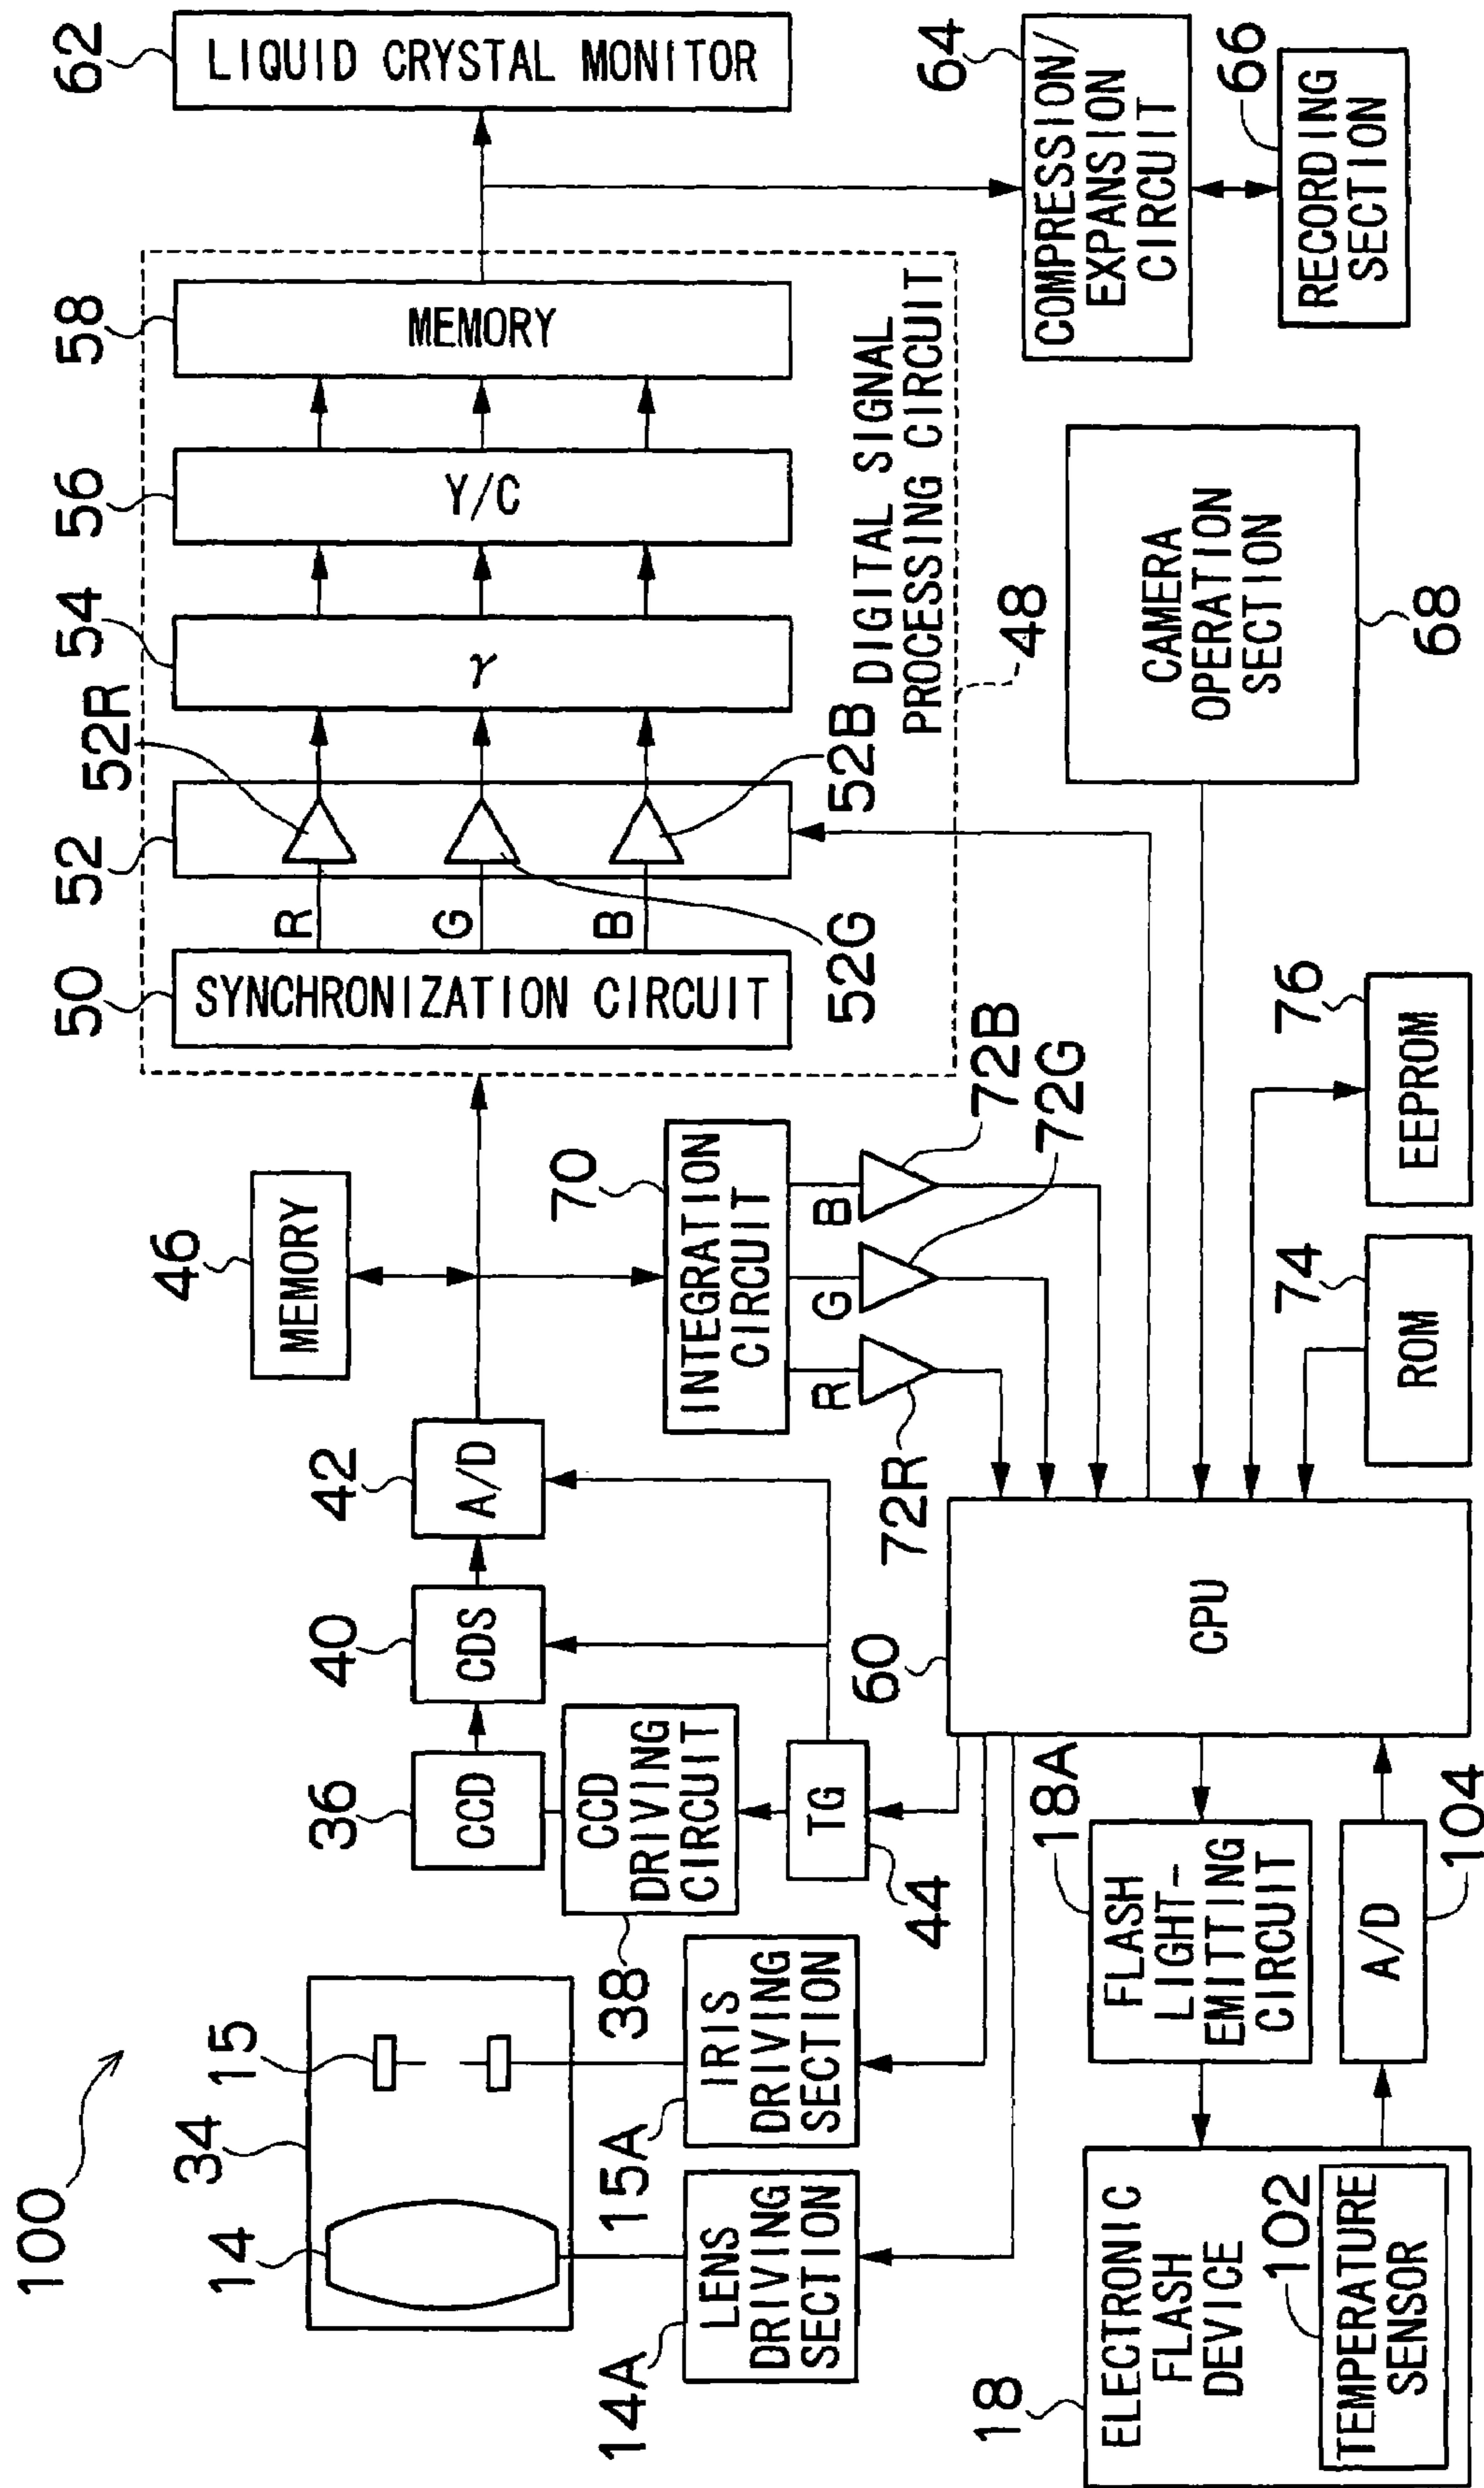 100
34
14
15
36
40
42
46
50
52
52R
54
56
58
62
CCD
CDS
A/D
MEMORY
SYNCHRONIZATION CIRCUIT
R
G
B
γ
Y/C
MEMORY
LIQUID CRYSTAL MONITOR
52G
52B
DIGITAL SIGNAL
PROCESSING CIRCUIT
48
14A
LENS
DRIVING
SECTION
15A
IRIS
DRIVING
SECTION
38
CCD
DRIVING
CIRCUIT
TG
44
70
INTEGRATION
CIRCUIT
R
G
B
72R
72G
72B
64
COMPRESSION/
EXPANSION
CIRCUIT
66
RECORDING
SECTION
18
ELECTRONIC
FLASH
DEVICE
102
TEMPERATURE
SENSOR
18A
FLASH
LIGHT-
EMITTING
CIRCUIT
A/D
104
60
CPU
74
ROM
76
EEPROM
CAMERA
OPERATION
SECTION
68